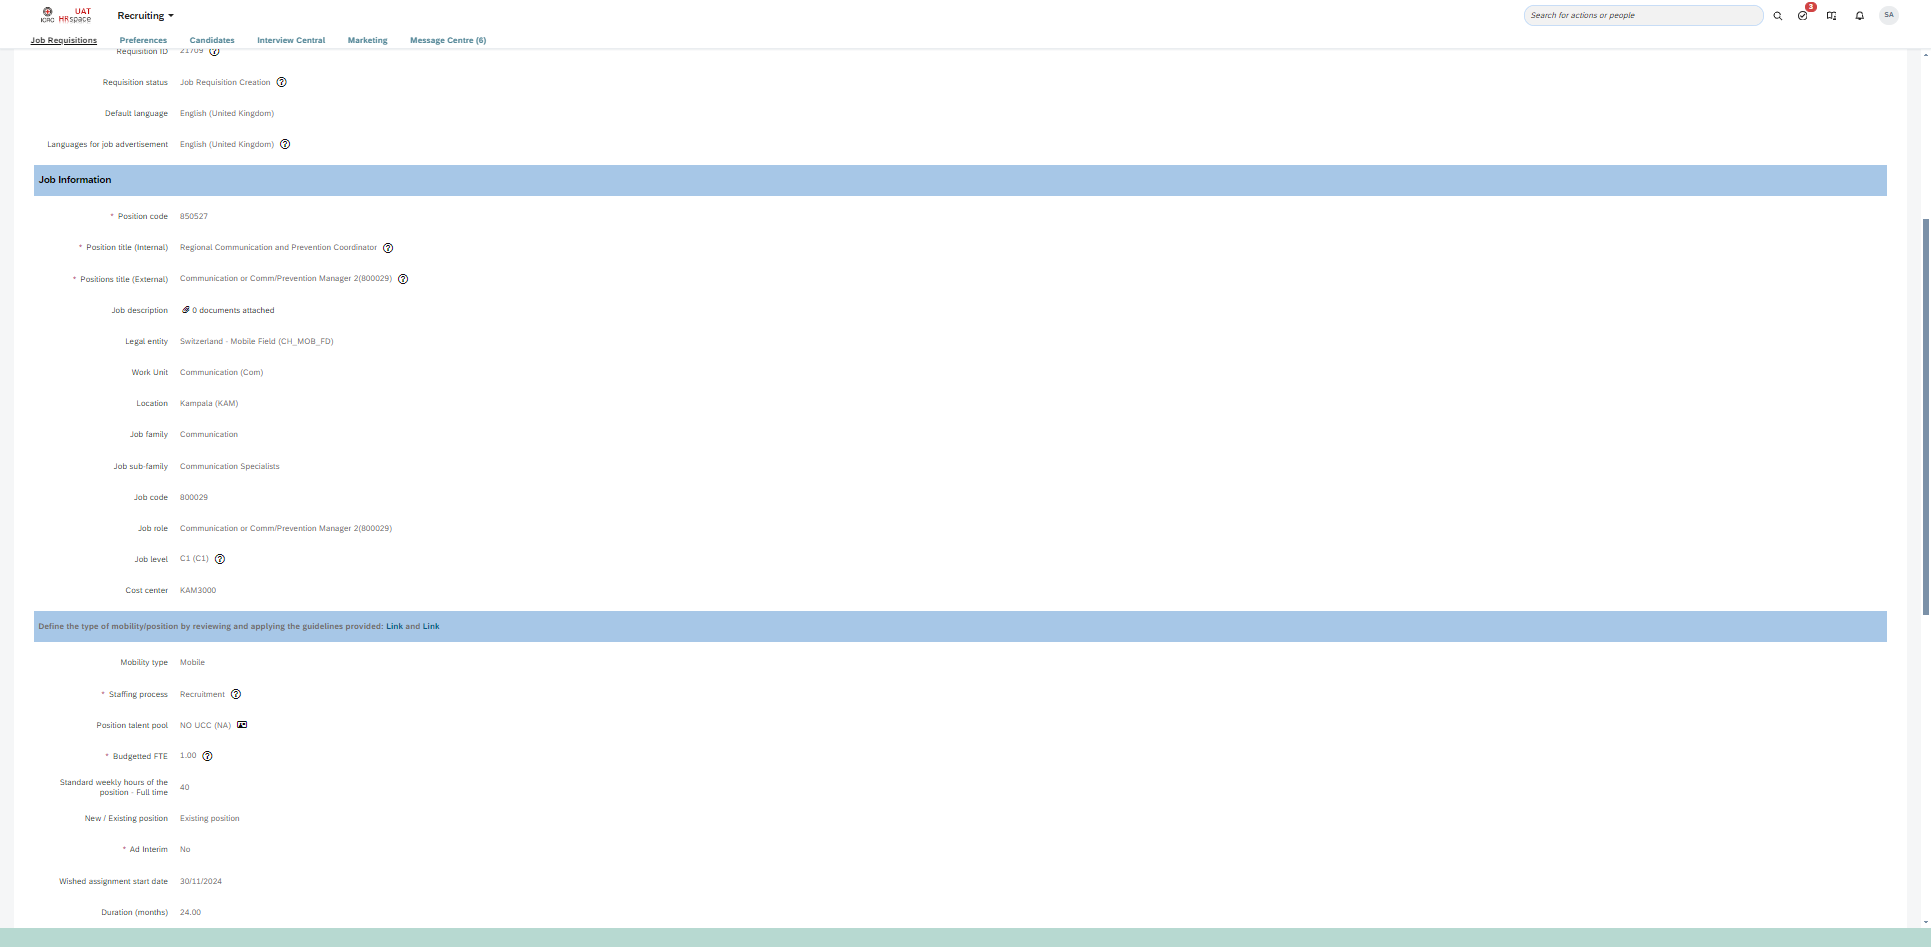 ICRC
UAT
HRspace
Recruiting
Search for actions or people
3
SA
Job Requisitions
Preferences
Candidates
Interview Central
Marketing
Message Centre (6)
Requisition ID 21709
Requisition status Job Requisition Creation
Default language English (United Kingdom)
Languages for job advertisement English (United Kingdom)
Job Information
* Position code 850527
* Position title (Internal) Regional Communication and Prevention Coordinator
* Positions title (External) Communication or Comm/Prevention Manager 2(800029)
Job description 0 documents attached
Legal entity Switzerland - Mobile Field (CH_MOB_FD)
Work Unit Communication (Com)
Location Kampala (KAM)
Job family Communication
Job sub-family Communication Specialists
Job code 800029
Job role Communication or Comm/Prevention Manager 2(800029)
Job level C1 (C1)
Cost center KAM3000
Define the type of mobility/position by reviewing and applying the guidelines provided: Link and Link
Mobility type Mobile
* Staffing process Recruitment
Position talent pool NO UCC (NA)
* Budgetted FTE 1.00
Standard weekly hours of the
position - Full time 40
New / Existing position Existing position
* Ad Interim No
Wished assignment start date 30/11/2024
Duration (months) 24.00